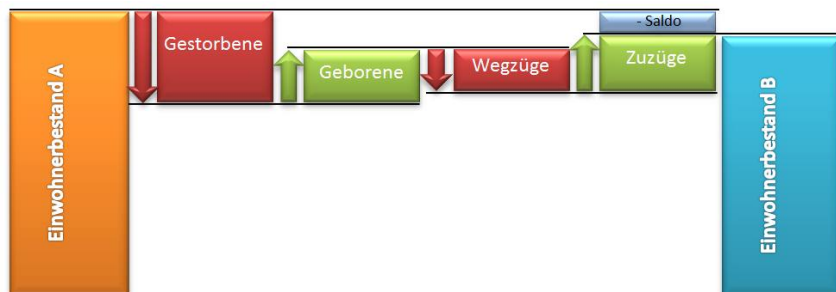 Einwohnerbestand A
Gestorbene
Geborene
Wegzüge
- Saldo
Zuzüge
Einwohnerbestand B